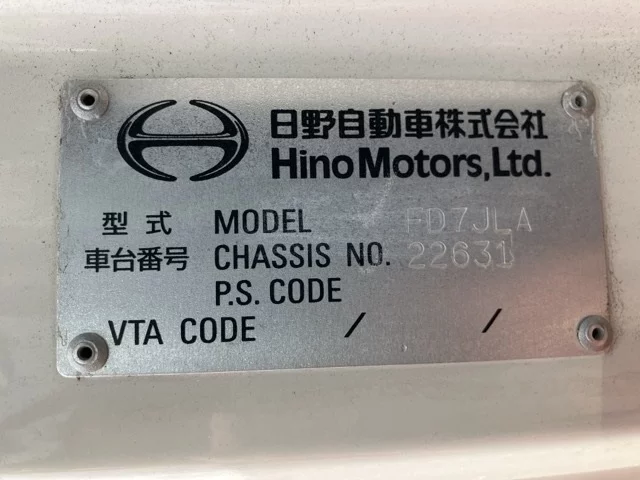 日野自動車株式会社
Hino Motors, Ltd.
型式 MODEL FD7JLA
車台番号 CHASSIS NO. 22631
P.S. CODE
VTA CODE / /